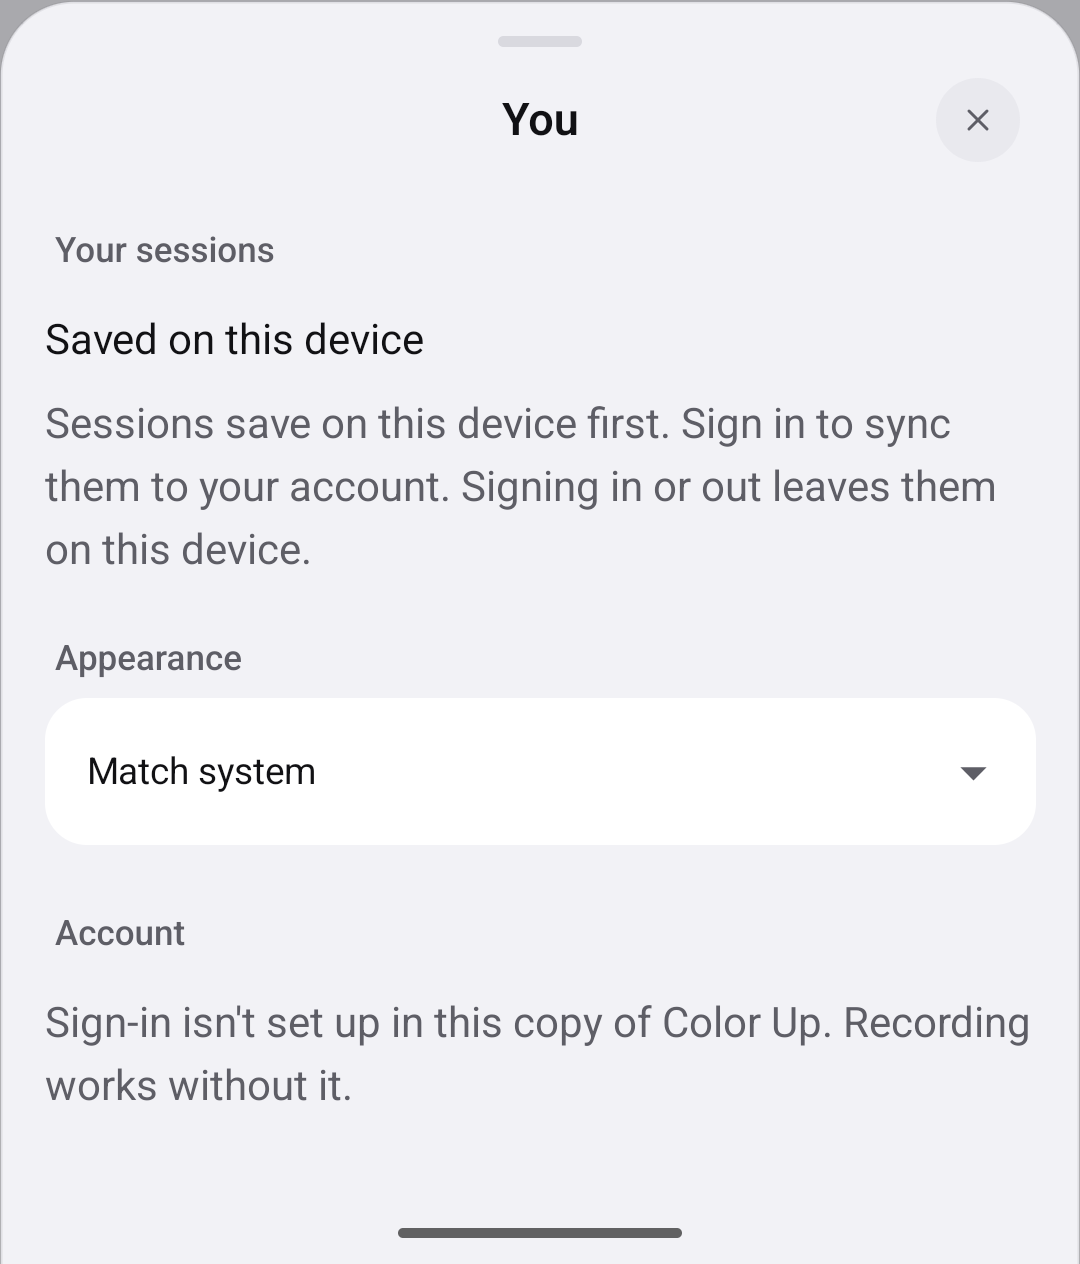 You
Your sessions
Saved on this device
Sessions save on this device first. Sign in to sync
them to your account. Signing in or out leaves them
on this device.
Appearance
Match system
Account
Sign-in isn't set up in this copy of Color Up. Recording
works without it.